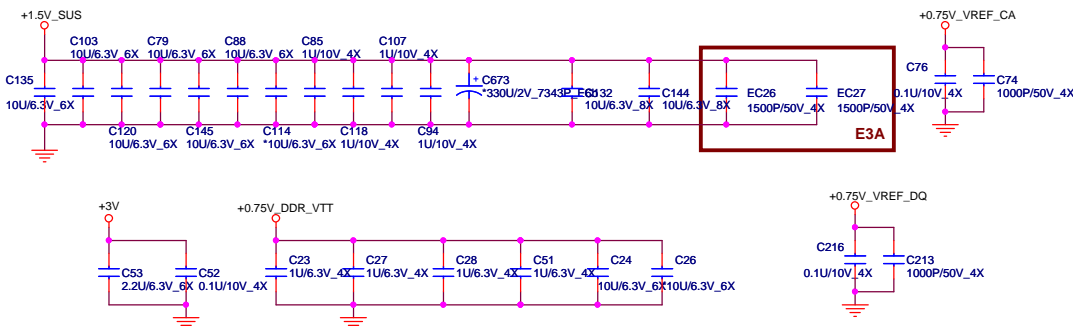 +1.5V_SUS
C135
10U/6.3V_6X
C103
10U/6.3V_6X
C79
10U/6.3V_6X
C88
10U/6.3V_6X
C85
1U/10V_4X
C107
1U/10V_4X
C120
10U/6.3V_6X
C145
10U/6.3V_6X
C114
*10U/6.3V_6X
C118
1U/10V_4X
C94
1U/10V_4X
+
C673
*330U/2V_7343P_E6b
C132
10U/6.3V_8X
C144
10U/6.3V_8X
EC26
1500P/50V_4X
EC27
1500P/50V_4X
E3A
+0.75V_VREF_CA
C76
0.1U/10V_4X
C74
1000P/50V_4X
+3V
C53
2.2U/6.3V_6X
C52
0.1U/10V_4X
+0.75V_DDR_VTT
C23
1U/6.3V_4X
C27
1U/6.3V_4X
C28
1U/6.3V_4X
C51
1U/6.3V_4X
C24
10U/6.3V_6X
C26
10U/6.3V_6X
+0.75V_VREF_DQ
C216
0.1U/10V_4X
C213
1000P/50V_4X